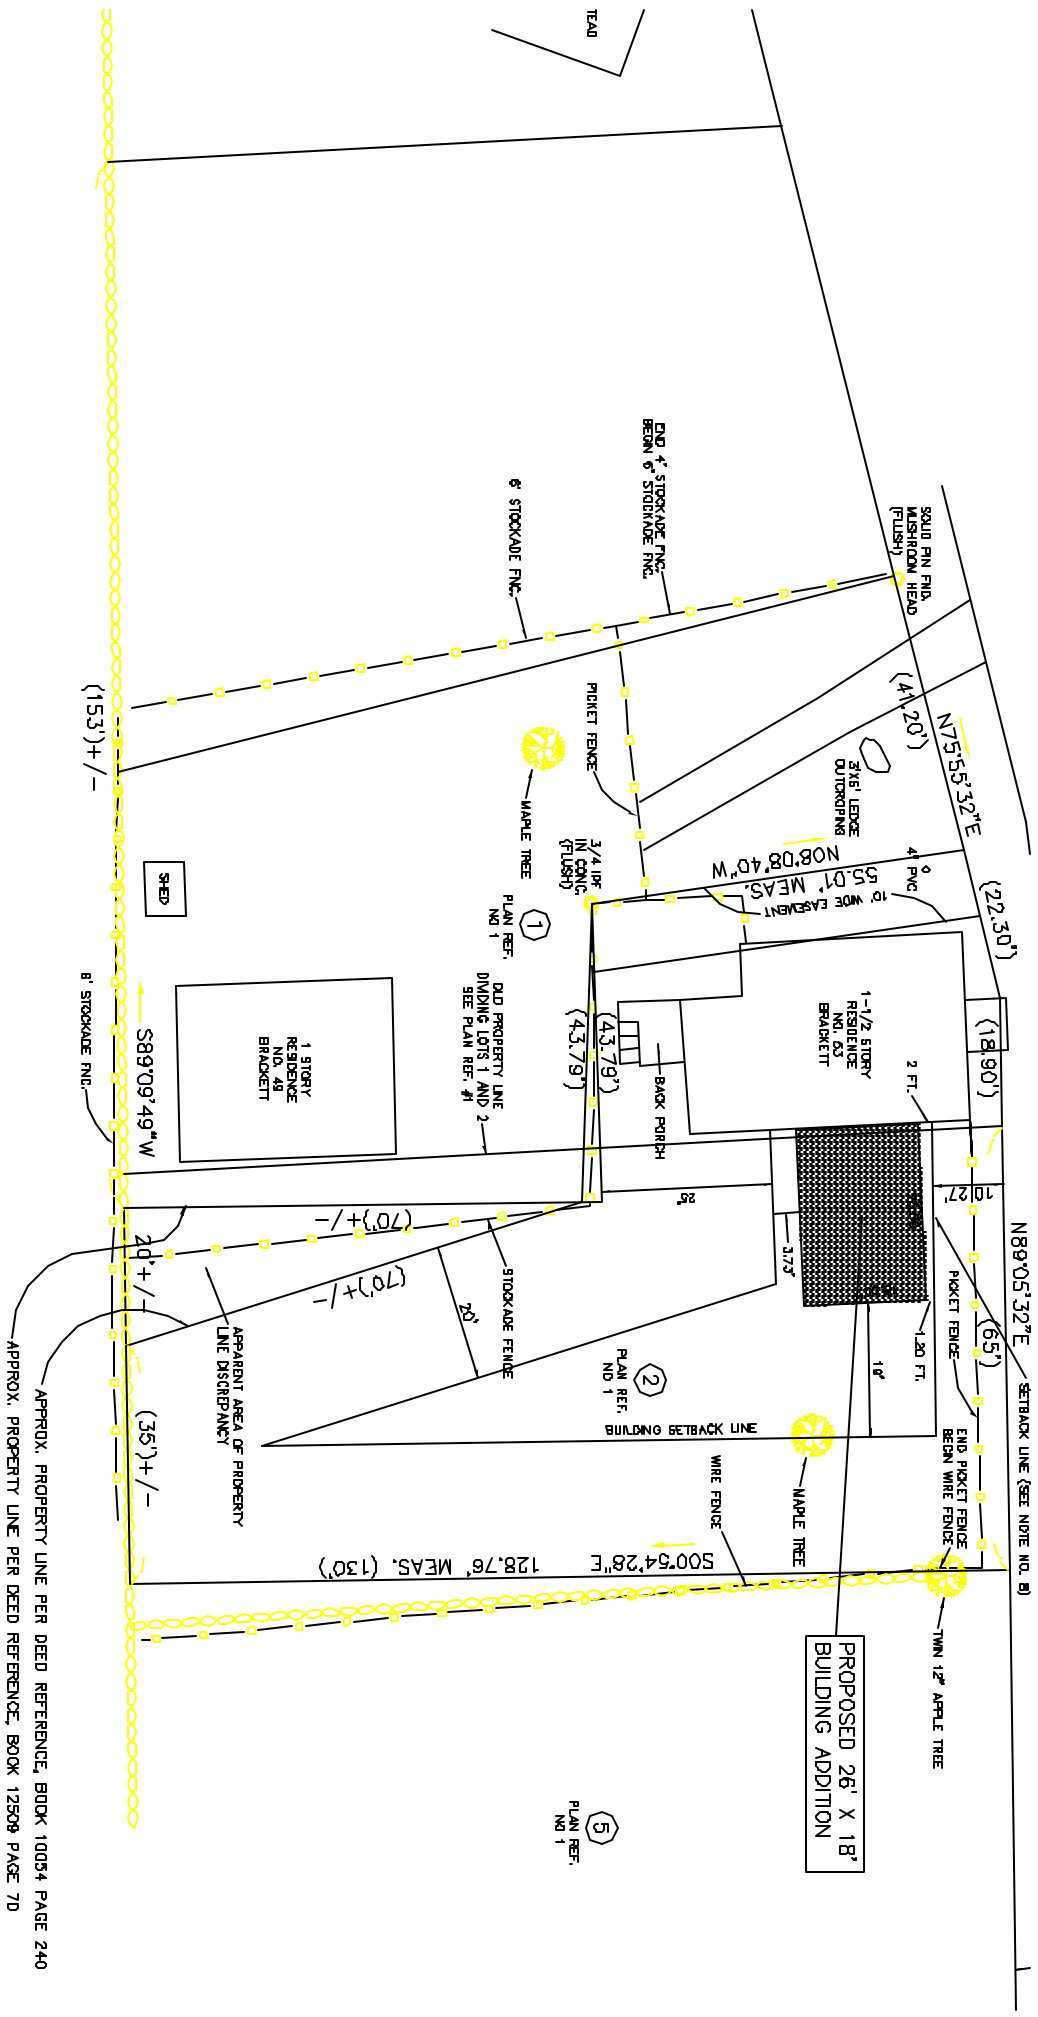 TEAD
SOLID PIN FND.
MUSHROOM HEAD
(FLUSH)
END 4' STOCKADE FNC.
BEGIN 6' STOCKADE FNC.
6' STOCKADE FNC.
(41.20')
N75°55'32"E
3'X6' LEDGE
OUTCROPING
PICKET FENCE
MAPLE TREE
(153')+/-
3/4 IPF
IN CONC.
(FLUSH)
N08°08'40"W
55.01' MEAS.
10' WIDE EASEMENT
4" PVC
(22.30')
1
PLAN REF.
NO 1
SHED
8' STOCKADE FNC.
S89°09'49"W
OLD PROPERTY LINE
DIVIDING LOTS 1 AND 2
SEE PLAN REF. #1
1 STORY
RESIDENCE
NO. 49
BRACKETT
(43.79')
(43.79')
1-1/2 STORY
RESIDENCE
NO. 53
BRACKETT
BACK PORCH
2 FT.
(18.90')
10.27'
25'
3.73'
N89°05'32"E
(65')
PICKET FENCE
1.20 FT.
10'
SETBACK LINE (SEE NOTE NO. 8)
(70')+/-
(70')+/-
20'+/-
20'
STOCKADE FENCE
APPARENT AREA OF PROPERTY
LINE DISCREPANCY
2
PLAN REF.
NO 1
BUILDING SETBACK LINE
MAPLE TREE
WIRE FENCE
END PICKET FENCE
BEGIN WIRE FENCE
(35')+/-
S00°54'28"E
128.76' MEAS. (130')
TWIN 12" APPLE TREE
PROPOSED 26' X 18'
BUILDING ADDITION
5
PLAN REF.
NO 1
APPROX. PROPERTY LINE PER DEED REFERENCE, BOOK 10054 PAGE 240
APPROX. PROPERTY LINE PER DEED REFERENCE, BOOK 12509 PAGE 70